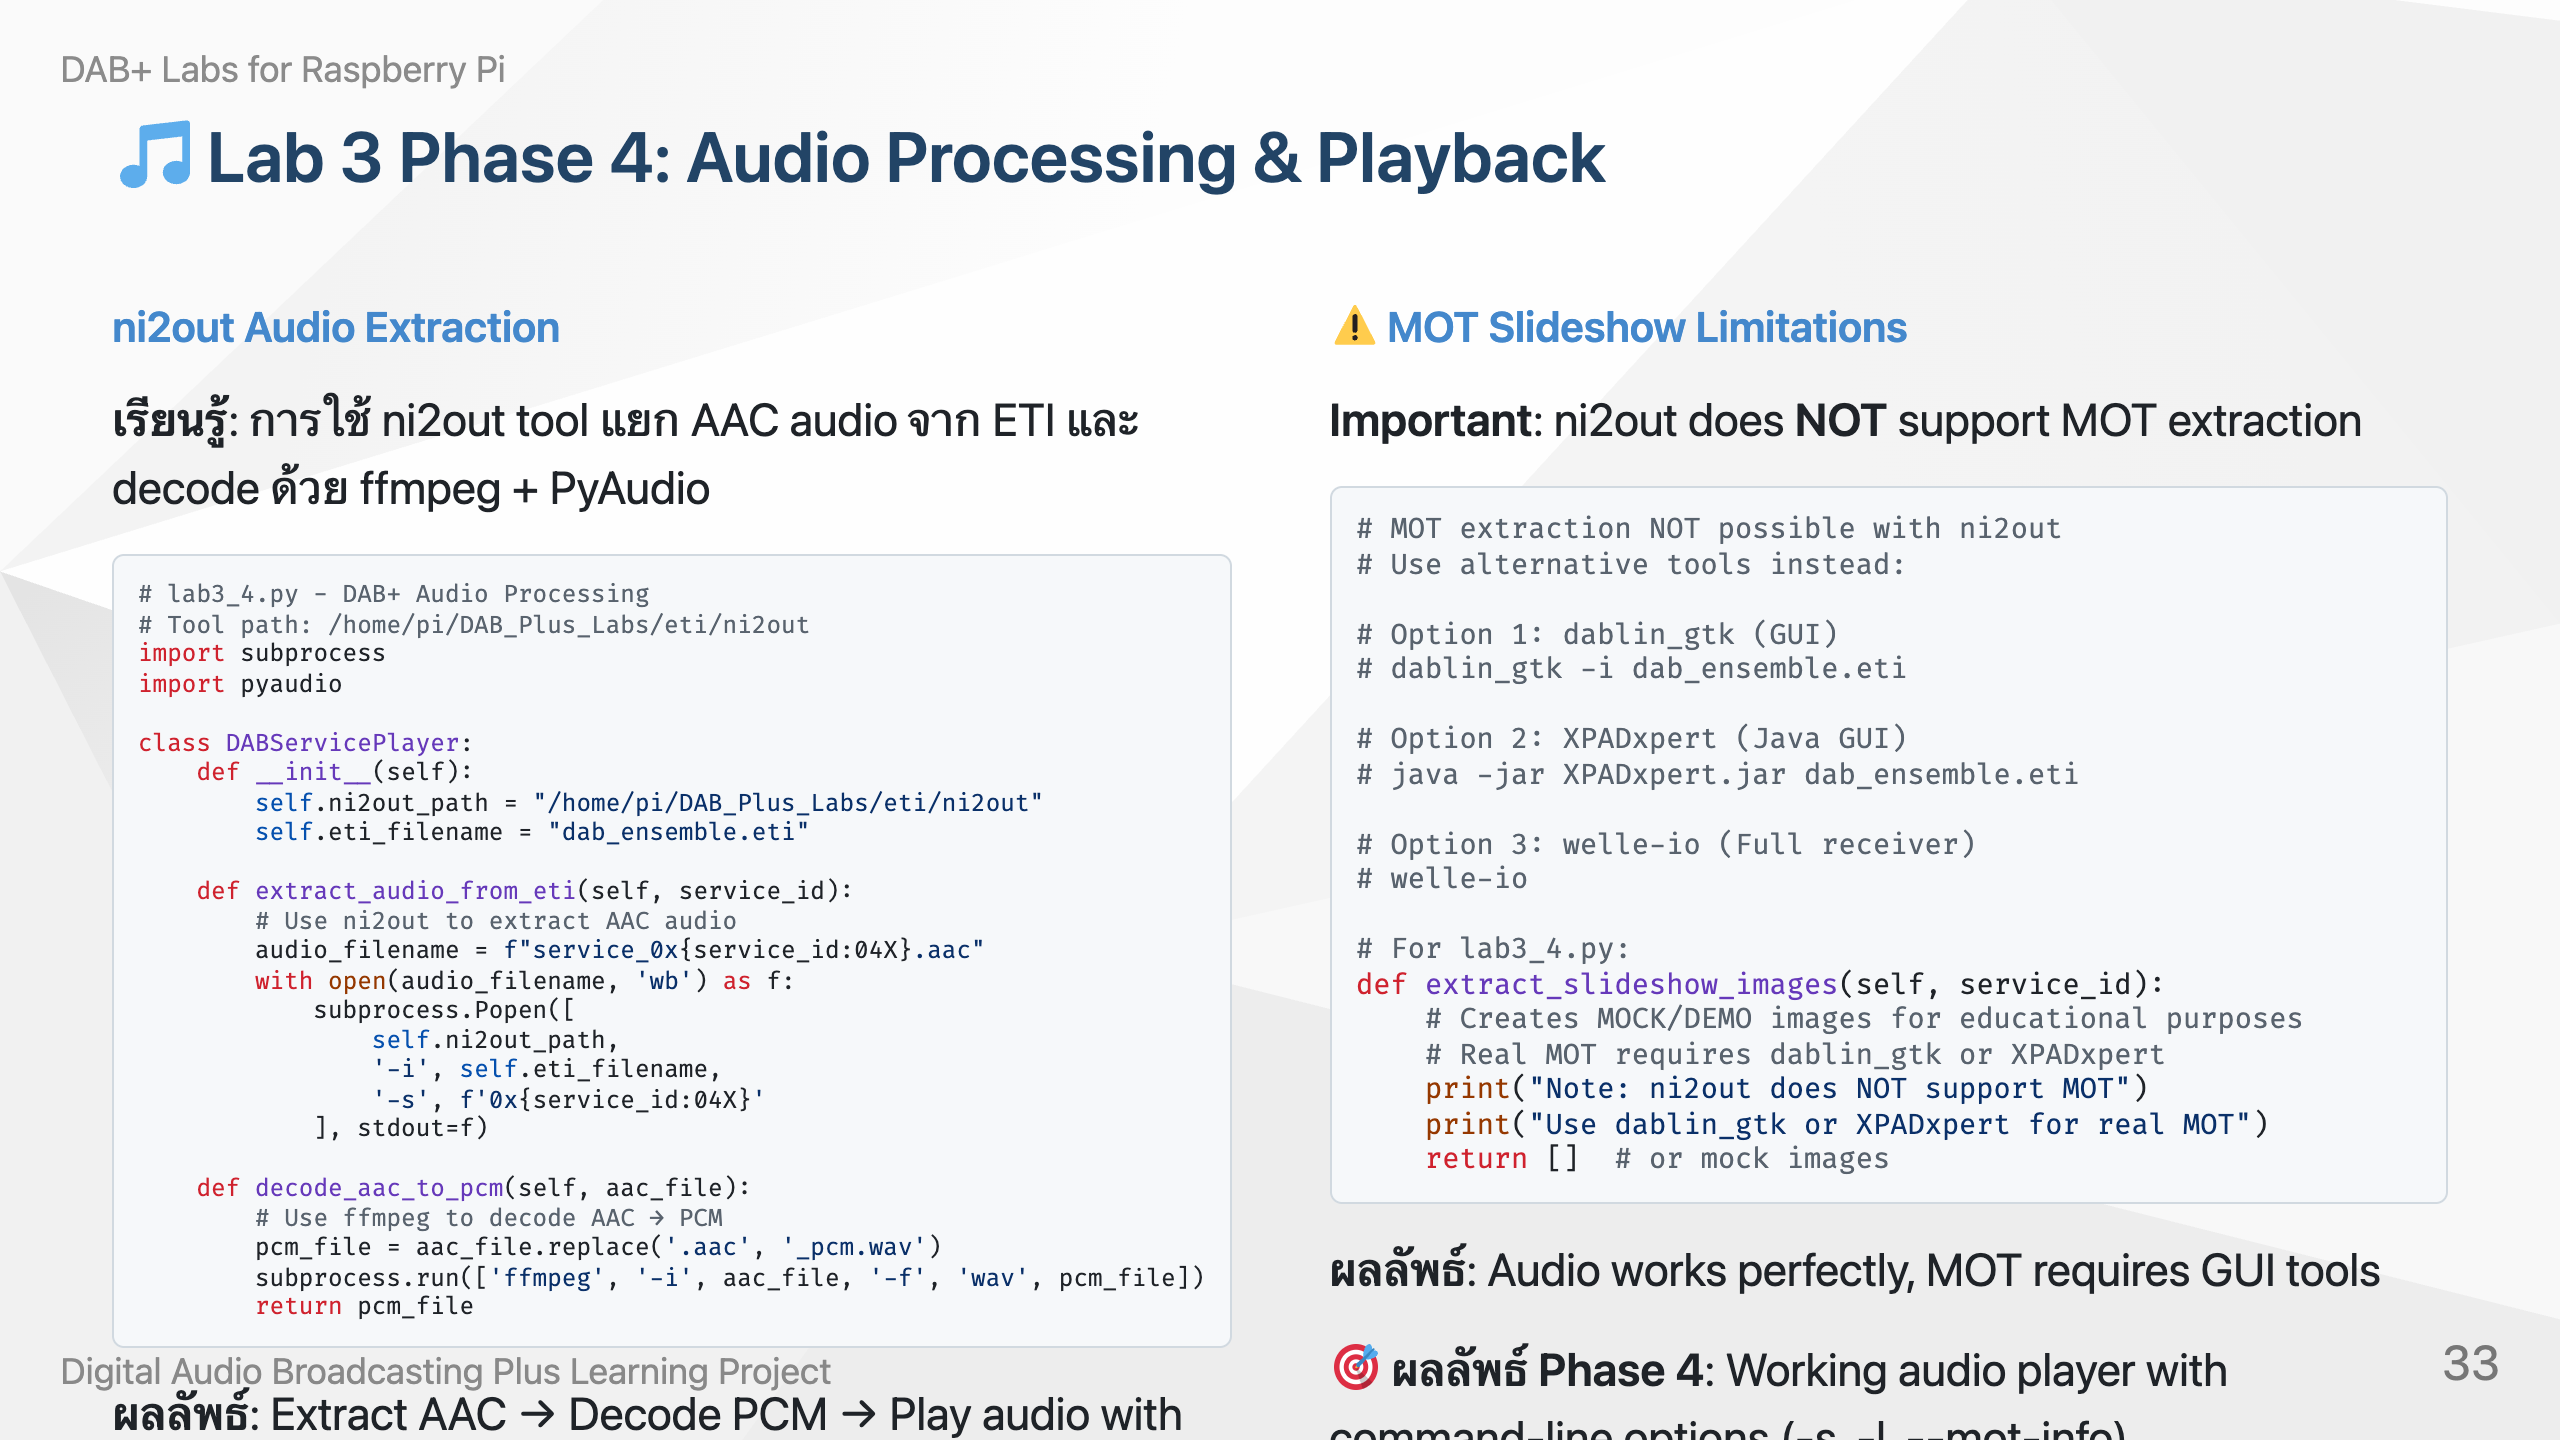 DAB+ Labs for Raspberry Pi
🎵 Lab 3 Phase 4: Audio Processing & Playback
ni2out Audio Extraction
เรียนรู้: การใช้ ni2out tool แยก AAC audio จาก ETI และ
decode ด้วย ffmpeg + PyAudio
# lab3_4.py - DAB+ Audio Processing
# Tool path: /home/pi/DAB_Plus_Labs/eti/ni2out
import subprocess
import pyaudio
class DABServicePlayer:
    def __init__(self):
        self.ni2out_path = "/home/pi/DAB_Plus_Labs/eti/ni2out"
        self.eti_filename = "dab_ensemble.eti"
    def extract_audio_from_eti(self, service_id):
        # Use ni2out to extract AAC audio
        audio_filename = f"service_0x{service_id:04X}.aac"
        with open(audio_filename, 'wb') as f:
            subprocess.Popen([
                self.ni2out_path,
                '-i', self.eti_filename,
                '-s', f'0x{service_id:04X}'
            ], stdout=f)
    def decode_aac_to_pcm(self, aac_file):
        # Use ffmpeg to decode AAC → PCM
        pcm_file = aac_file.replace('.aac', '_pcm.wav')
        subprocess.run(['ffmpeg', '-i', aac_file, '-f', 'wav', pcm_file])
        return pcm_file
ผลลัพธ์: Extract AAC → Decode PCM → Play audio with
⚠️ MOT Slideshow Limitations
Important: ni2out does NOT support MOT extraction
# MOT extraction NOT possible with ni2out
# Use alternative tools instead:
# Option 1: dablin_gtk (GUI)
# dablin_gtk -i dab_ensemble.eti
# Option 2: XPADxpert (Java GUI)
# java -jar XPADxpert.jar dab_ensemble.eti
# Option 3: welle-io (Full receiver)
# welle-io
# For lab3_4.py:
def extract_slideshow_images(self, service_id):
    # Creates MOCK/DEMO images for educational purposes
    # Real MOT requires dablin_gtk or XPADxpert
    print("Note: ni2out does NOT support MOT")
    print("Use dablin_gtk or XPADxpert for real MOT")
    return []  # or mock images
ผลลัพธ์: Audio works perfectly, MOT requires GUI tools
🎯 ผลลัพธ์ Phase 4: Working audio player with
command-line options (-s, -l, --mot-info)
Digital Audio Broadcasting Plus Learning Project
33